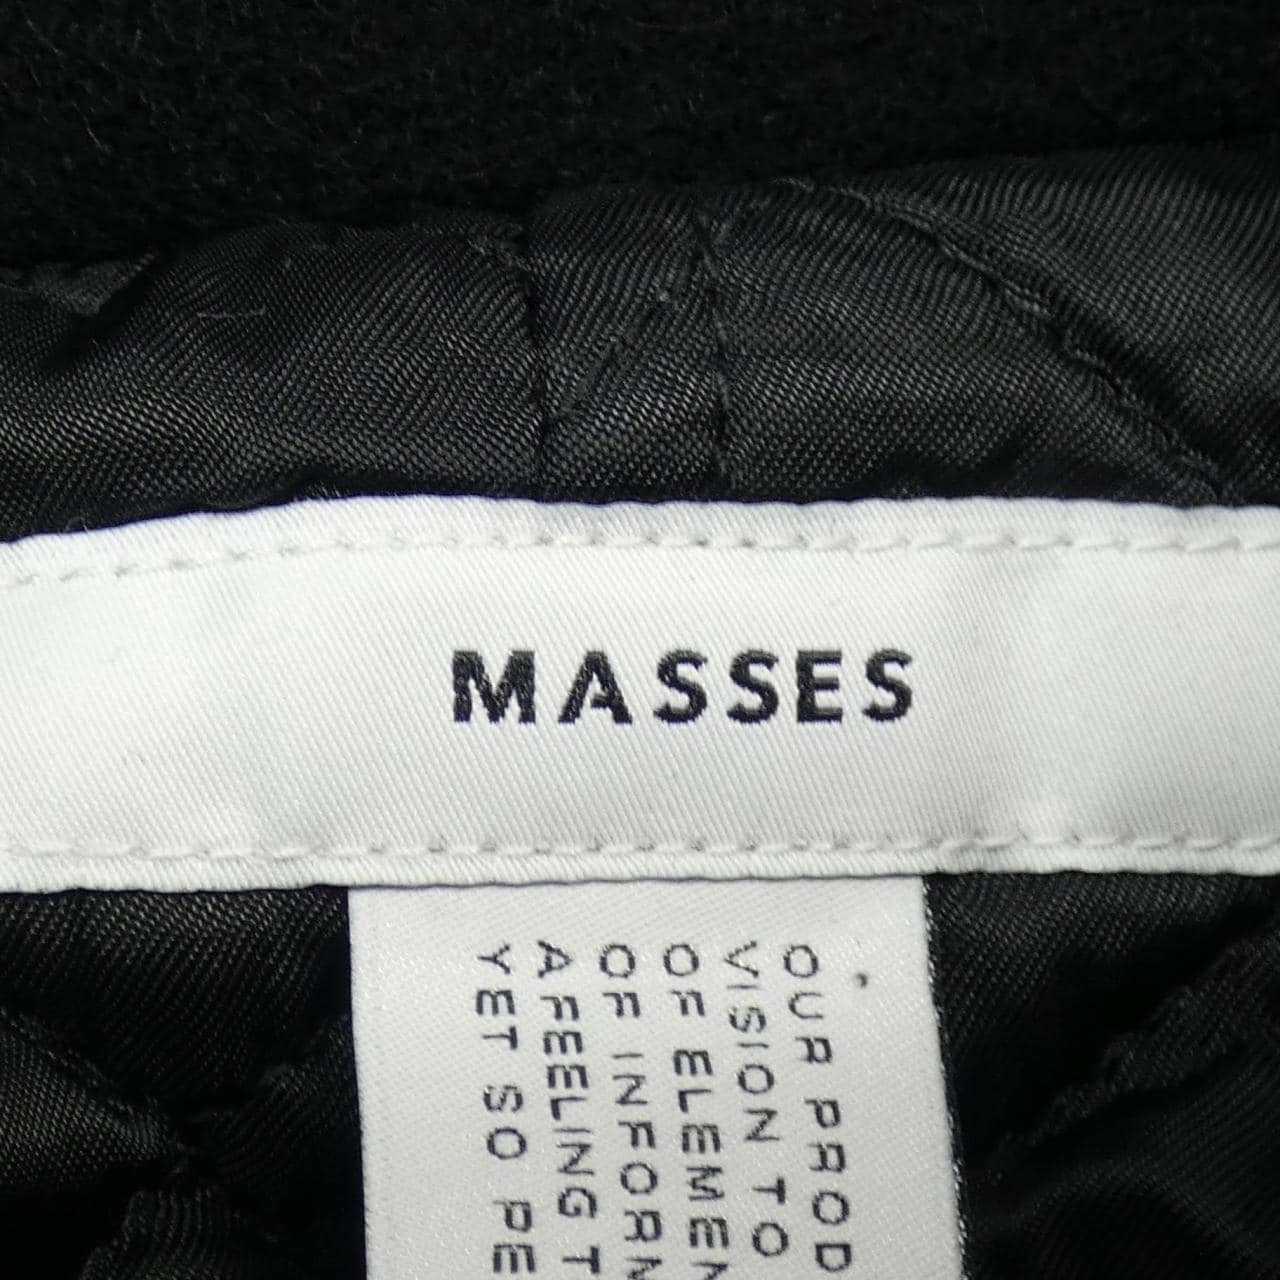 MASSES
OUR PROD
VISION TO
OF ELEMEN
OF INFORM
A FEELING T
YET SO PE